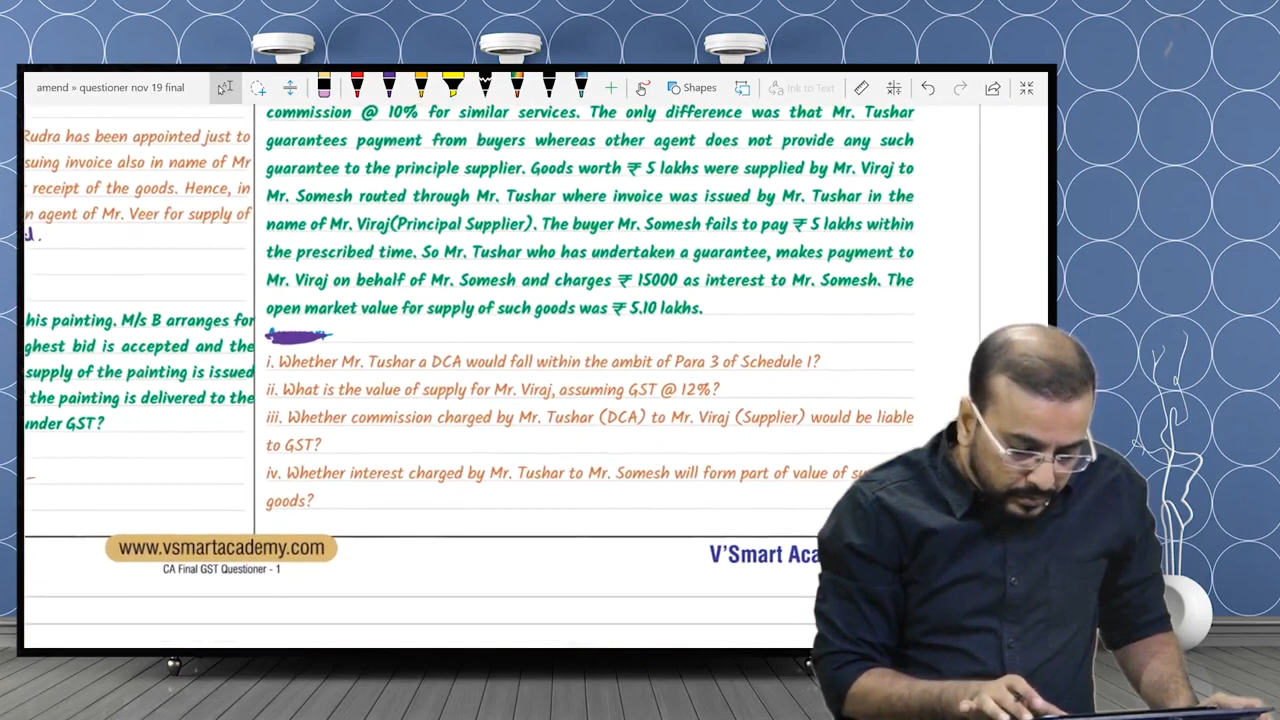 amend » questioner nov 19 final
Shapes
Ink to Text
Rudra has been appointed just to
suing invoice also in name of Mr
receipt of the goods. Hence, in
n agent of Mr. Veer for supply of
d.
his painting. M/s B arranges for
ghest bid is accepted and the
supply of the painting is issued
the painting is delivered to the
under GST?
commission @ 10% for similar services. The only difference was that Mr. Tushar
guarantees payment from buyers whereas other agent does not provide any such
guarantee to the principle supplier. Goods worth ₹ 5 lakhs were supplied by Mr. Viraj to
Mr. Somesh routed through Mr. Tushar where invoice was issued by Mr. Tushar in the
name of Mr. Viraj(Principal Supplier). The buyer Mr. Somesh fails to pay ₹ 5 lakhs within
the prescribed time. So Mr. Tushar who has undertaken a guarantee, makes payment to
Mr. Viraj on behalf of Mr. Somesh and charges ₹ 15000 as interest to Mr. Somesh. The
open market value for supply of such goods was ₹ 5.10 lakhs.
i. Whether Mr. Tushar a DCA would fall within the ambit of Para 3 of Schedule I?
ii. What is the value of supply for Mr. Viraj, assuming GST @ 12%?
iii. Whether commission charged by Mr. Tushar (DCA) to Mr. Viraj (Supplier) would be liable
to GST?
iv. Whether interest charged by Mr. Tushar to Mr. Somesh will form part of value of su
goods?
www.vsmartacademy.com
CA Final GST Questioner - 1
V'Smart Aca